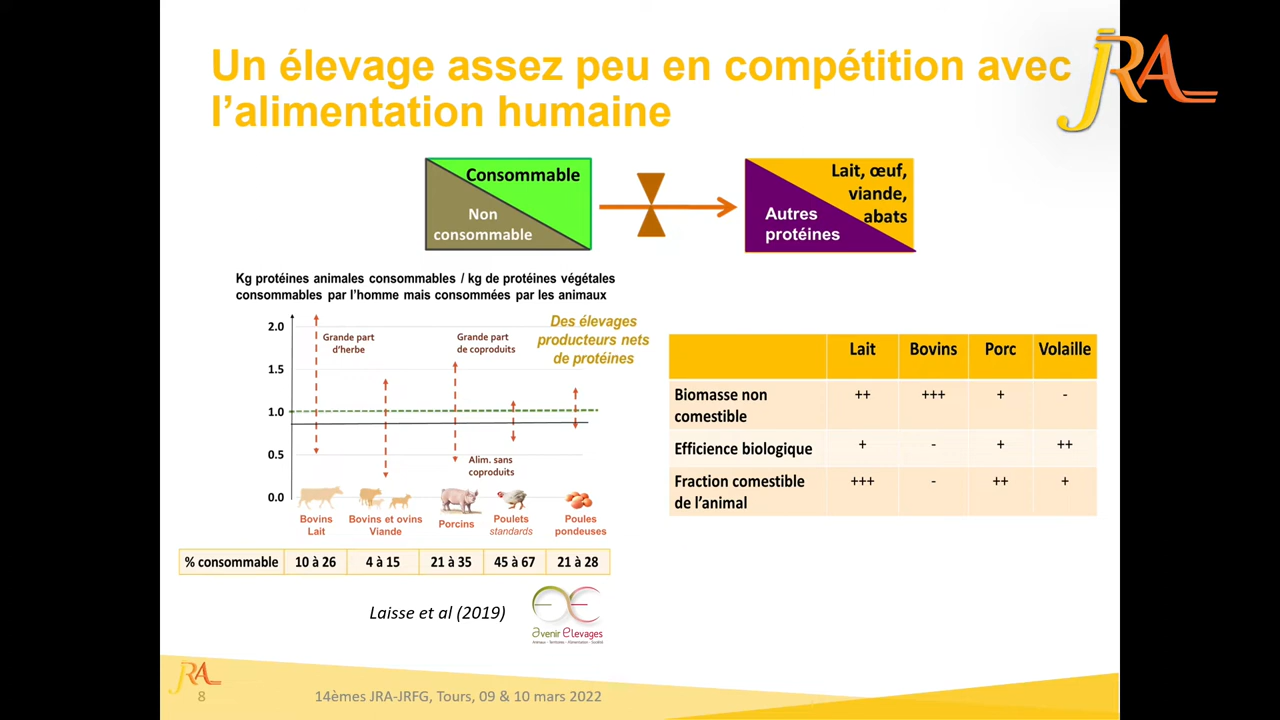 Un élevage assez peu en compétition avec
l'alimentation humaine
JRA
Consommable
Non
consommable
Lait, œuf,
viande,
abats
Autres
protéines
Kg protéines animales consommables / kg de protéines végétales
consommables par l'homme mais consommées par les animaux
Des élevages
producteurs nets
de protéines
2.0
1.5
1.0
0.5
0.0
Grande part
d'herbe
Grande part
de coproduits
Alim. sans
coproduits
Bovins
Lait
Bovins et ovins
Viande
Porcins
Poulets
standards
Poules
pondeuses
% consommable 10 à 26 4 à 15 21 à 35 45 à 67 21 à 28
Laisse et al (2019)
avenir Elevages
Lait Bovins Porc Volaille
Biomasse non
comestible
++ +++ + -
Efficience biologique + - + ++
Fraction comestible
de l'animal
+++ - ++ +
JRA
8
14èmes JRA-JRFG, Tours, 09 & 10 mars 2022